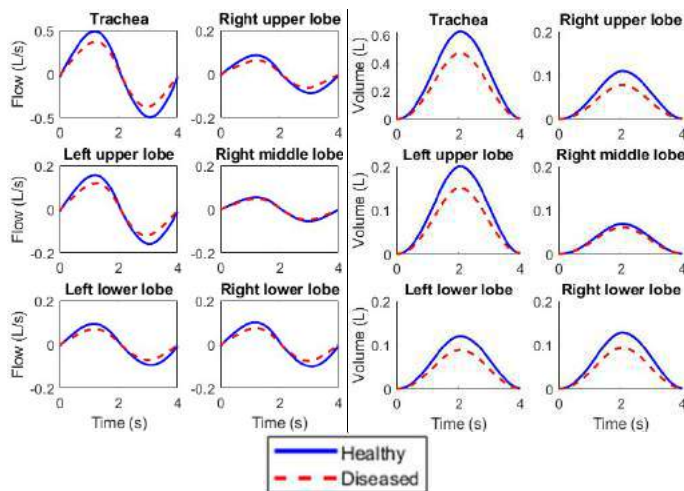 Trachea
Right upper lobe
Flow (L/s)
0.5
0
-0.5
0 2 4
0.2
0
-0.2
0 2 4
Left upper lobe
Right middle lobe
Flow (L/s)
0.2
0
-0.2
0 2 4
0.2
0
-0.2
0 2 4
Left lower lobe
Right lower lobe
Flow (L/s)
0.2
0
-0.2
0 2 4
Time (s)
0.2
0
-0.2
0 2 4
Time (s)
Trachea
Right upper lobe
Volume (L)
0.6
0.4
0.2
0
0 2 4
0.2
0.1
0
0 2 4
Left upper lobe
Right middle lobe
Volume (L)
0.2
0.1
0
0 2 4
0.2
0.1
0
0 2 4
Left lower lobe
Right lower lobe
Volume (L)
0.2
0.1
0
0 2 4
Time (s)
0.2
0.1
0
0 2 4
Time (s)
Healthy
Diseased